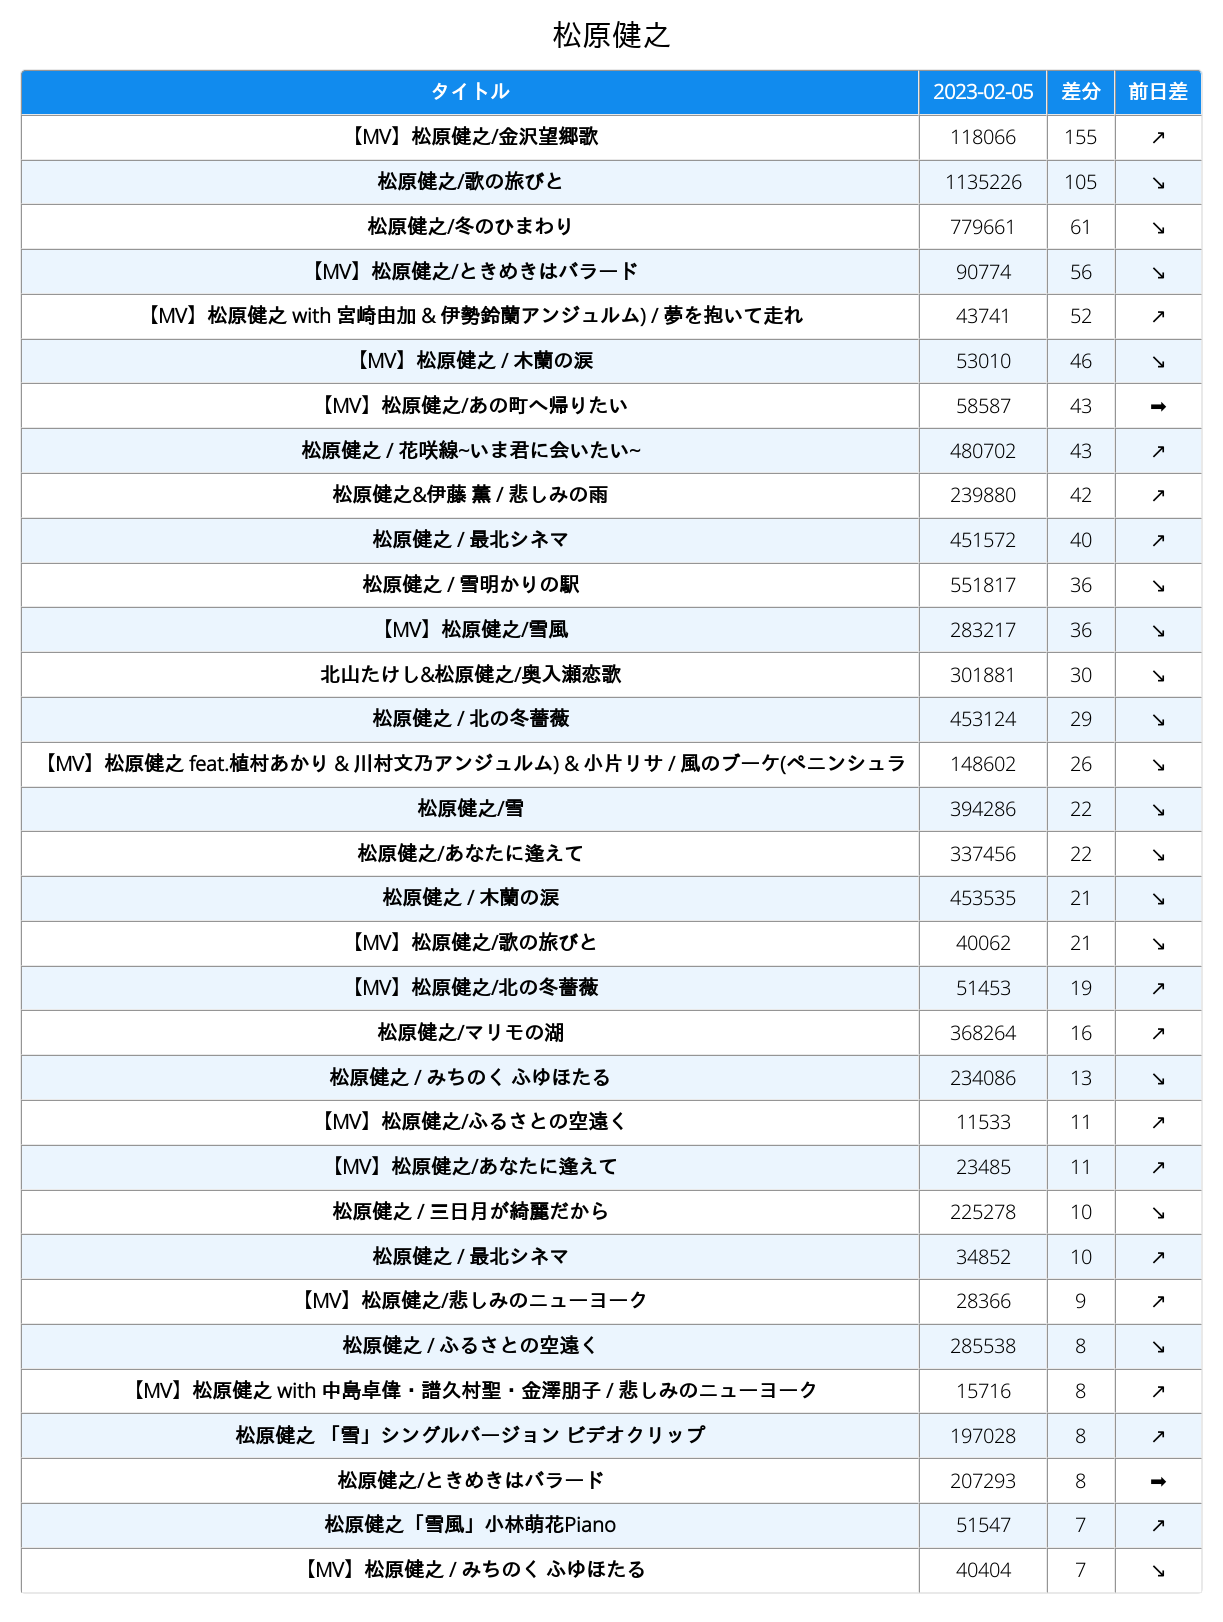 松原健之
タイトル 2023-02-05 差分 前日差
【MV】松原健之/金沢望郷歌 118066 155 ↗
松原健之/歌の旅びと 1135226 105 ↘
松原健之/冬のひまわり 779661 61 ↘
【MV】松原健之/ときめきはバラード 90774 56 ↘
【MV】松原健之 with 宮崎由加 & 伊勢鈴蘭アンジュルム) / 夢を抱いて走れ 43741 52 ↗
【MV】松原健之 / 木蘭の涙 53010 46 ↘
【MV】松原健之/あの町へ帰りたい 58587 43 ➡
松原健之 / 花咲線~いま君に会いたい~ 480702 43 ↗
松原健之&伊藤 薫 / 悲しみの雨 239880 42 ↗
松原健之 / 最北シネマ 451572 40 ↗
松原健之 / 雪明かりの駅 551817 36 ↘
【MV】松原健之/雪風 283217 36 ↘
北山たけし&松原健之/奥入瀬恋歌 301881 30 ↘
松原健之 / 北の冬薔薇 453124 29 ↘
【MV】松原健之 feat.植村あかり & 川村文乃アンジュルム) & 小片リサ / 風のブーケ(ペニンシュラ 148602 26 ↘
松原健之/雪 394286 22 ↘
松原健之/あなたに逢えて 337456 22 ↘
松原健之 / 木蘭の涙 453535 21 ↘
【MV】松原健之/歌の旅びと 40062 21 ↘
【MV】松原健之/北の冬薔薇 51453 19 ↗
松原健之/マリモの湖 368264 16 ↗
松原健之 / みちのく ふゆほたる 234086 13 ↘
【MV】松原健之/ふるさとの空遠く 11533 11 ↗
【MV】松原健之/あなたに逢えて 23485 11 ↗
松原健之 / 三日月が綺麗だから 225278 10 ↘
松原健之 / 最北シネマ 34852 10 ↗
【MV】松原健之/悲しみのニューヨーク 28366 9 ↗
松原健之 / ふるさとの空遠く 285538 8 ↘
【MV】松原健之 with 中島卓偉・譜久村聖・金澤朋子 / 悲しみのニューヨーク 15716 8 ↗
松原健之 「雪」シングルバージョン ビデオクリップ 197028 8 ↗
松原健之/ときめきはバラード 207293 8 ➡
松原健之「雪風」小林萌花Piano 51547 7 ↗
【MV】松原健之 / みちのく ふゆほたる 40404 7 ↘